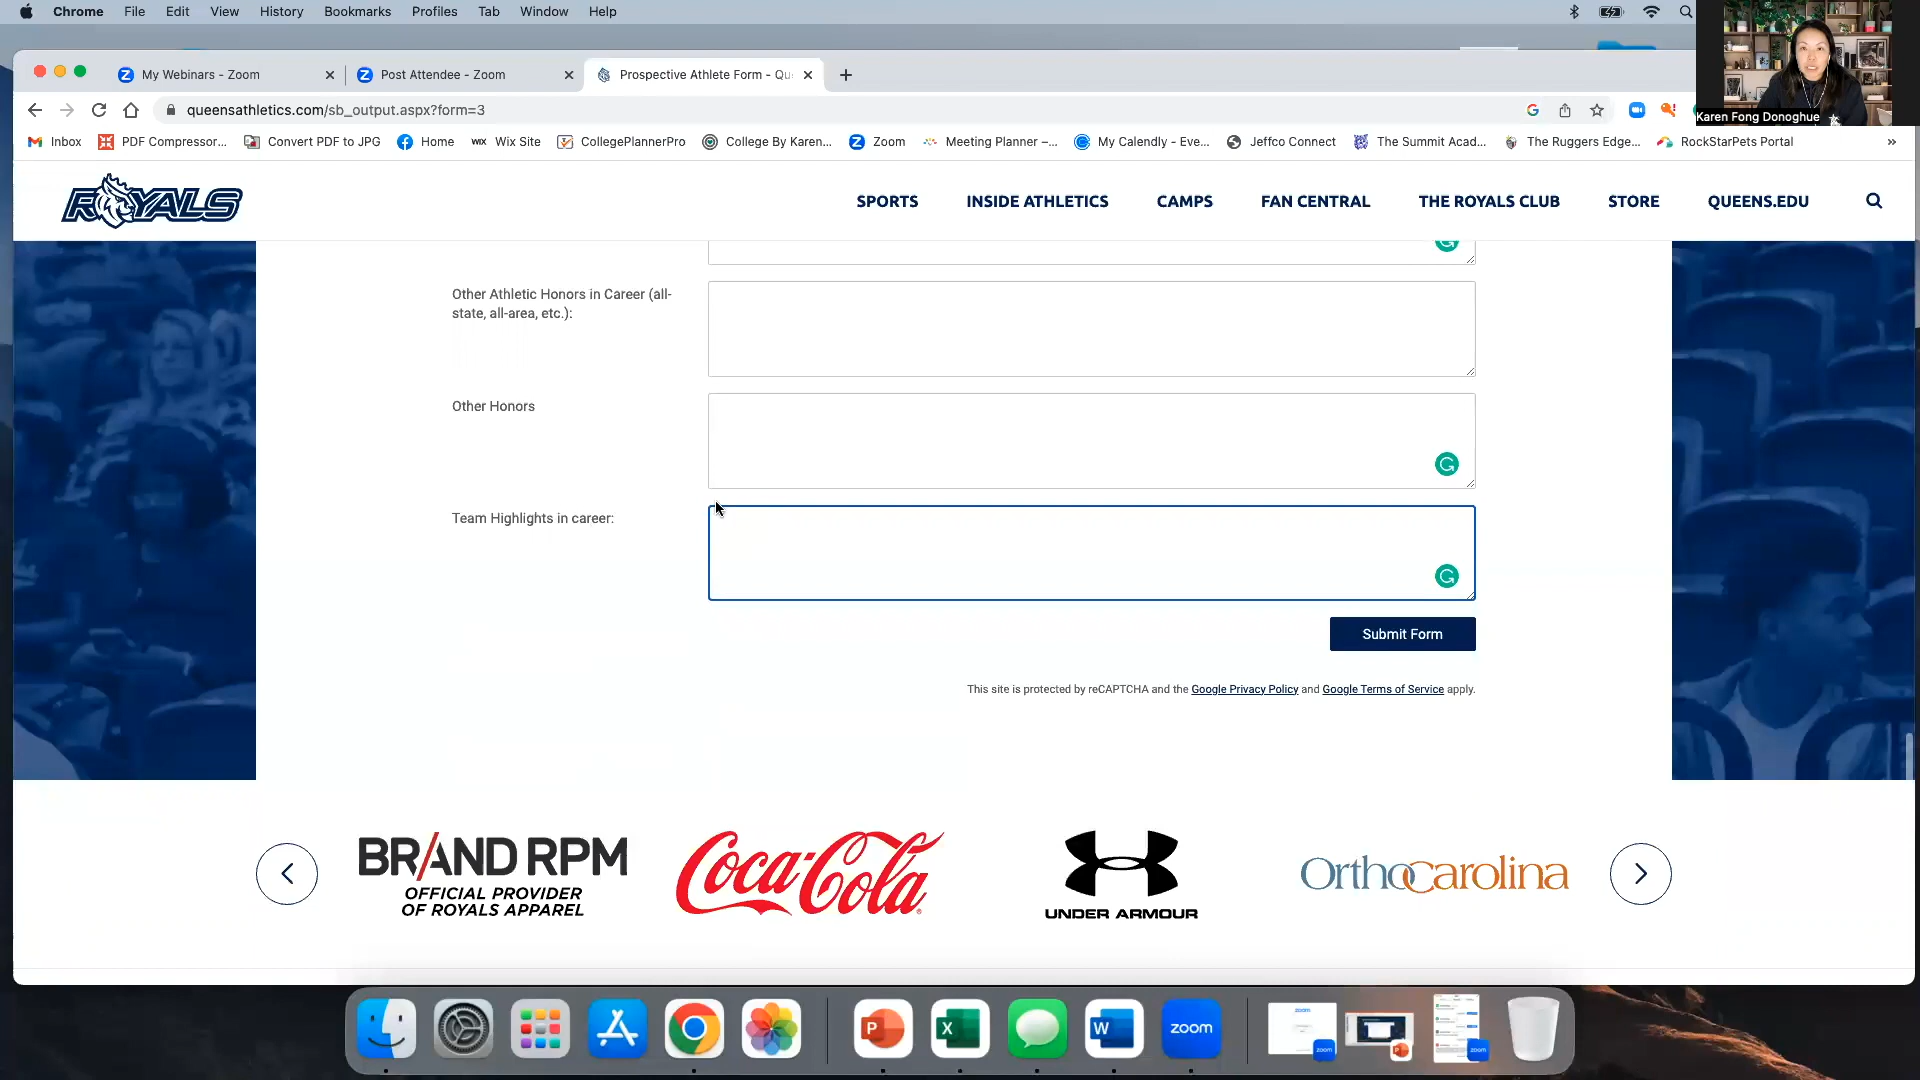 Chrome File Edit View History Bookmarks Profiles Tab Window Help
My Webinars - Zoom
Post Attendee - Zoom
Prospective Athlete Form - Qu
queensathletics.com/sb_output.aspx?form=3
Karen Fong Donoghue
Inbox PDF Compressor... Convert PDF to JPG Home WIX Wix Site CollegePlannerPro College By Karen... Zoom Meeting Planner –... My Calendly - Eve... Jeffco Connect The Summit Acad... The Ruggers Edge... RockStarPets Portal »
ROYALS
SPORTS INSIDE ATHLETICS CAMPS FAN CENTRAL THE ROYALS CLUB STORE QUEENS.EDU
Other Athletic Honors in Career (all-
state, all-area, etc.):
Other Honors
Team Highlights in career:
Submit Form
This site is protected by reCAPTCHA and the Google Privacy Policy and Google Terms of Service apply.
BRAND RPM
OFFICIAL PROVIDER
OF ROYALS APPAREL
Coca-Cola
UNDER ARMOUR
OrthoCarolina
P X W zoom